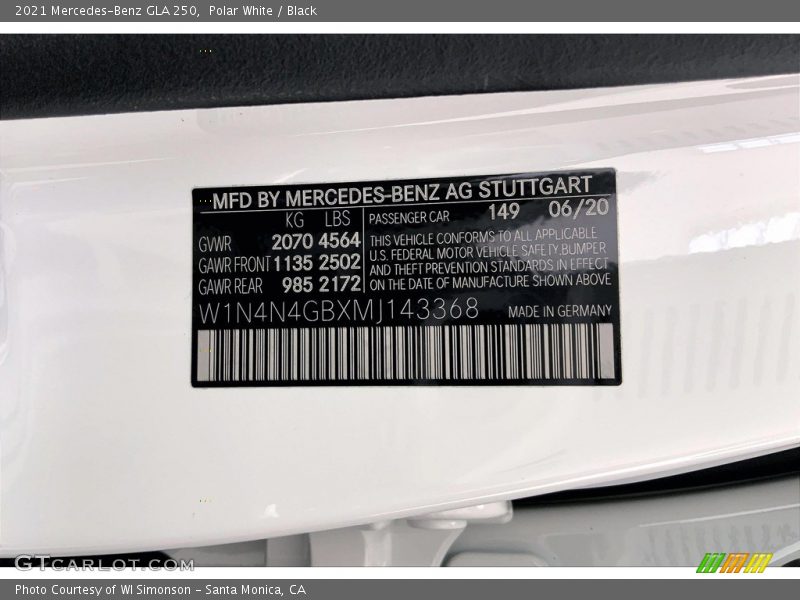 2021 Mercedes-Benz GLA 250,  Polar White / Black
MFD BY MERCEDES-BENZ AG STUTTGART
KG LBS PASSENGER CAR 149 06/20
GVWR 2070 4564 THIS VEHICLE CONFORMS TO ALL APPLICABLE
GAWR FRONT 1135 2502 U.S. FEDERAL MOTOR VEHICLE SAFETY,BUMPER
GAWR REAR 985 2172 AND THEFT PREVENTION STANDARDS IN EFFECT
ON THE DATE OF MANUFACTURE SHOWN ABOVE
W1N4N4GBXMJ143368 MADE IN GERMANY
GTCARLOT.COM
Photo Courtesy of WI Simonson - Santa Monica, CA